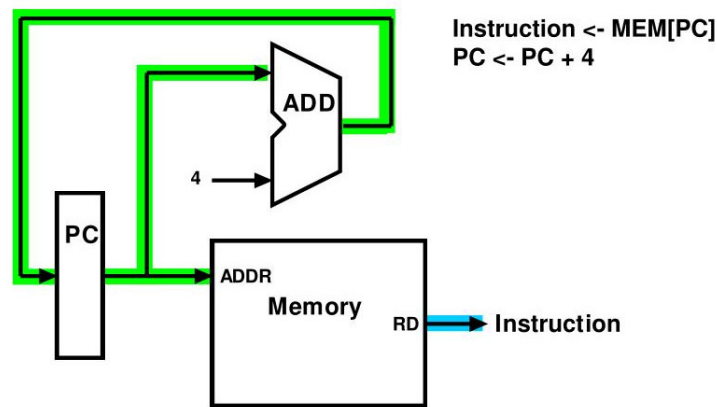 Instruction <- MEM[PC]
PC <- PC + 4
ADD
4
PC
ADDR
Memory
RD
Instruction